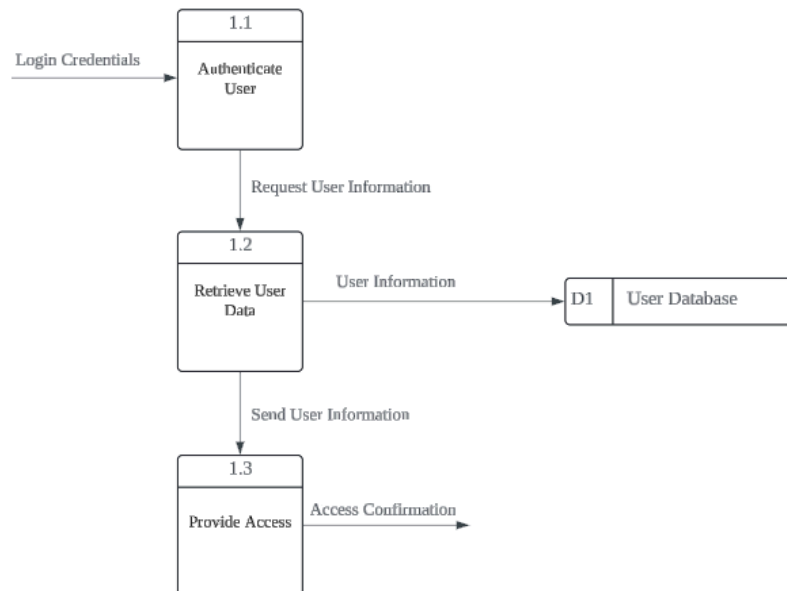 1.1
Login Credentials
Authenticate
User
Request User Information
1.2
Retrieve User
Data
User Information
D1 User Database
Send User Information
1.3
Provide Access
Access Confirmation